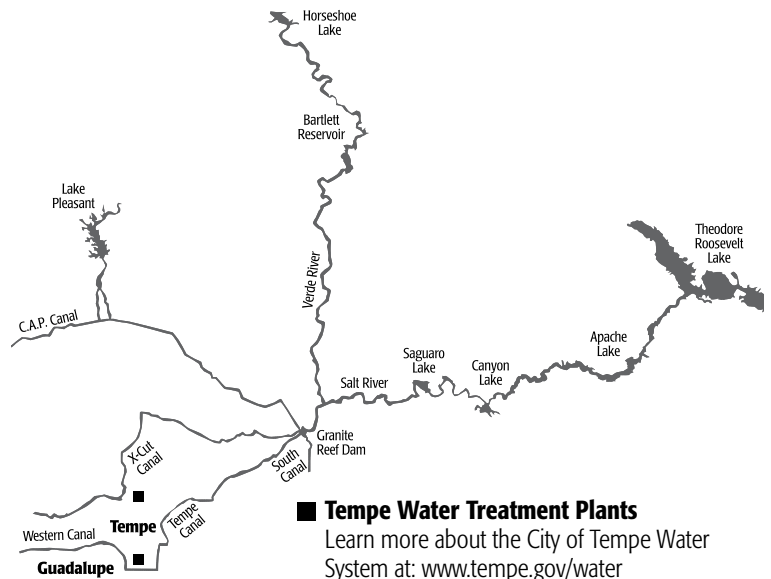 Horseshoe
Lake
Bartlett
Reservoir
Lake
Pleasant
Theodore
Roosevelt
Lake
Verde River
C.A.P. Canal
Apache
Lake
Saguaro
Lake
Canyon
Lake
Salt River
Granite
Reef Dam
X-Cut
Canal
South
Canal
Tempe
Canal
Tempe
Western Canal
Guadalupe
Tempe Water Treatment Plants
Learn more about the City of Tempe Water
System at: www.tempe.gov/water